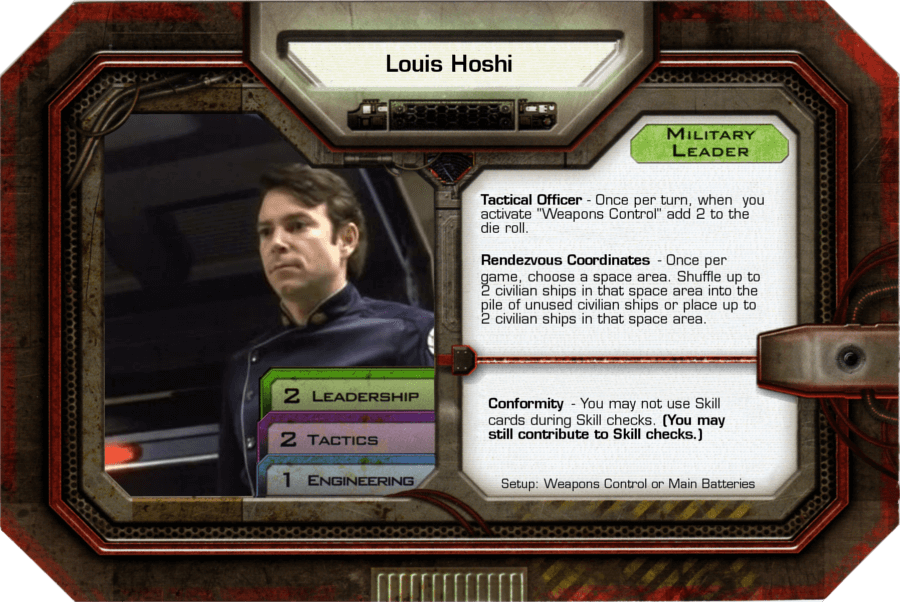 Louis Hoshi
Military
Leader
Tactical Officer - Once per turn, when you
activate "Weapons Control" add 2 to the
die roll.
Rendezvous Coordinates - Once per
game, choose a space area. Shuffle up to
2 civilian ships in that space area into the
pile of unused civilian ships or place up to
2 civilian ships in that space area.
2 Leadership
2 Tactics
1 Engineering
Conformity - You may not use Skill
cards during Skill checks. (You may
still contribute to Skill checks.)
Setup: Weapons Control or Main Batteries